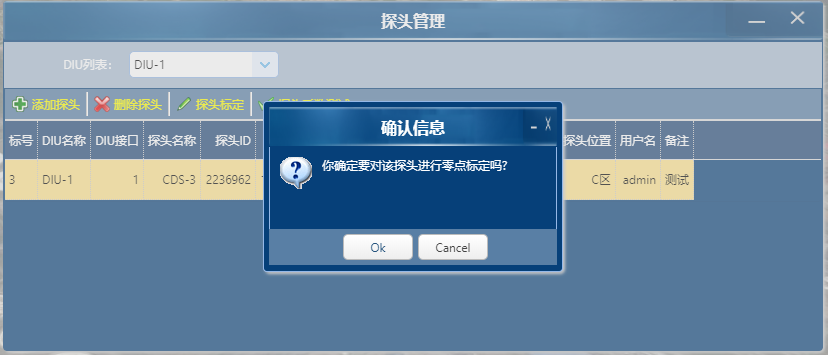 探头管理
DIU列表: DIU-1
添加探头 删除探头 探头标定
确认信息
标号 DIU名称 DIU接口 探头名称 探头ID 探头位置 用户名 备注
你确定要对该探头进行零点标定吗?
3 DIU-1 1 CDS-3 2236962 C区 admin 测试
Ok Cancel